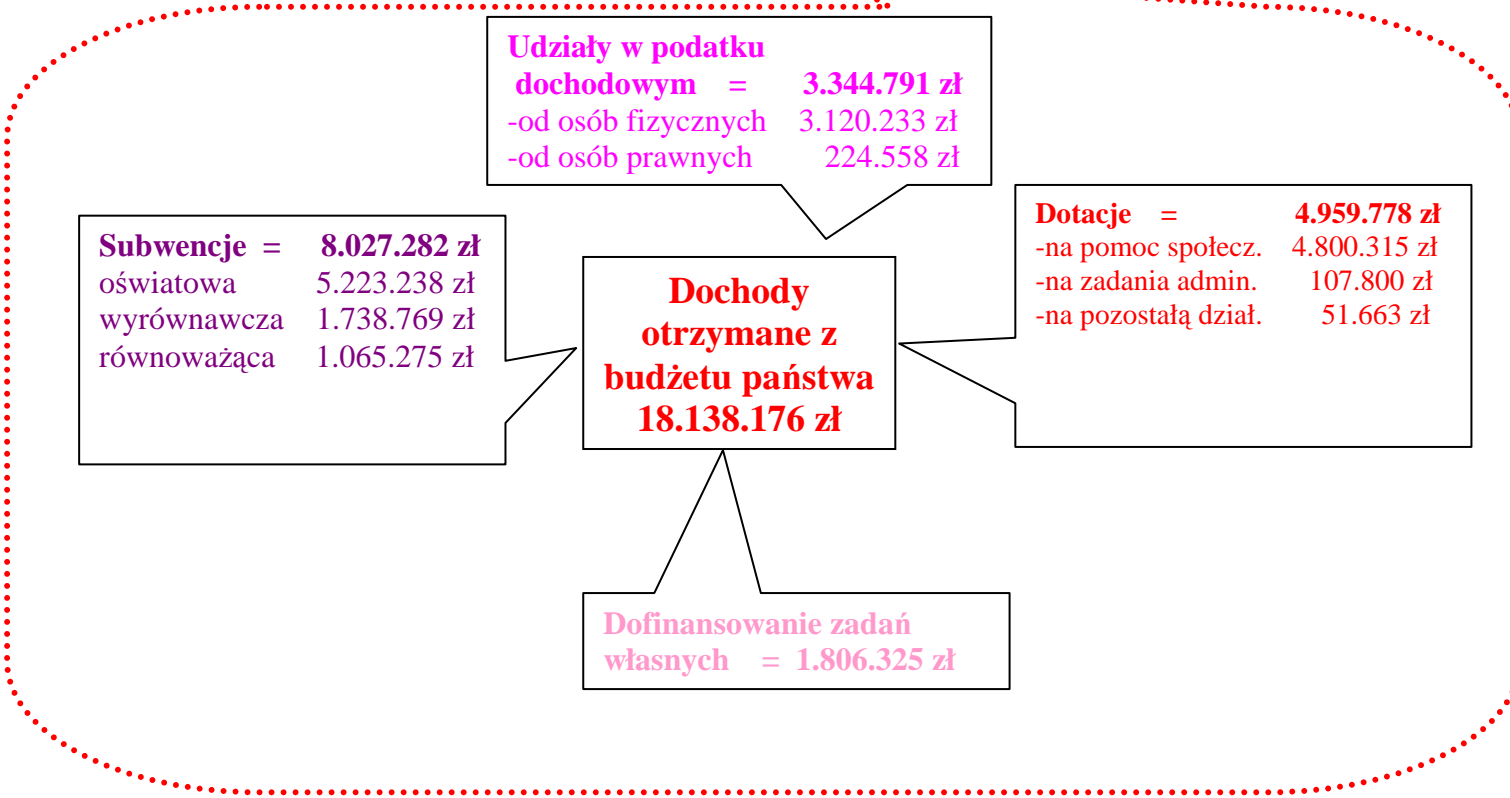 Udziały w podatku
dochodowym = 3.344.791 zł
-od osób fizycznych 3.120.233 zł
-od osób prawnych 224.558 zł
Subwencje = 8.027.282 zł
oświatowa 5.223.238 zł
wyrównawcza 1.738.769 zł
równoważąca 1.065.275 zł
Dochody
otrzymane z
budżetu państwa
18.138.176 zł
Dotacje = 4.959.778 zł
-na pomoc społecz. 4.800.315 zł
-na zadania admin. 107.800 zł
-na pozostałą dział. 51.663 zł
Dofinansowanie zadań
własnych = 1.806.325 zł